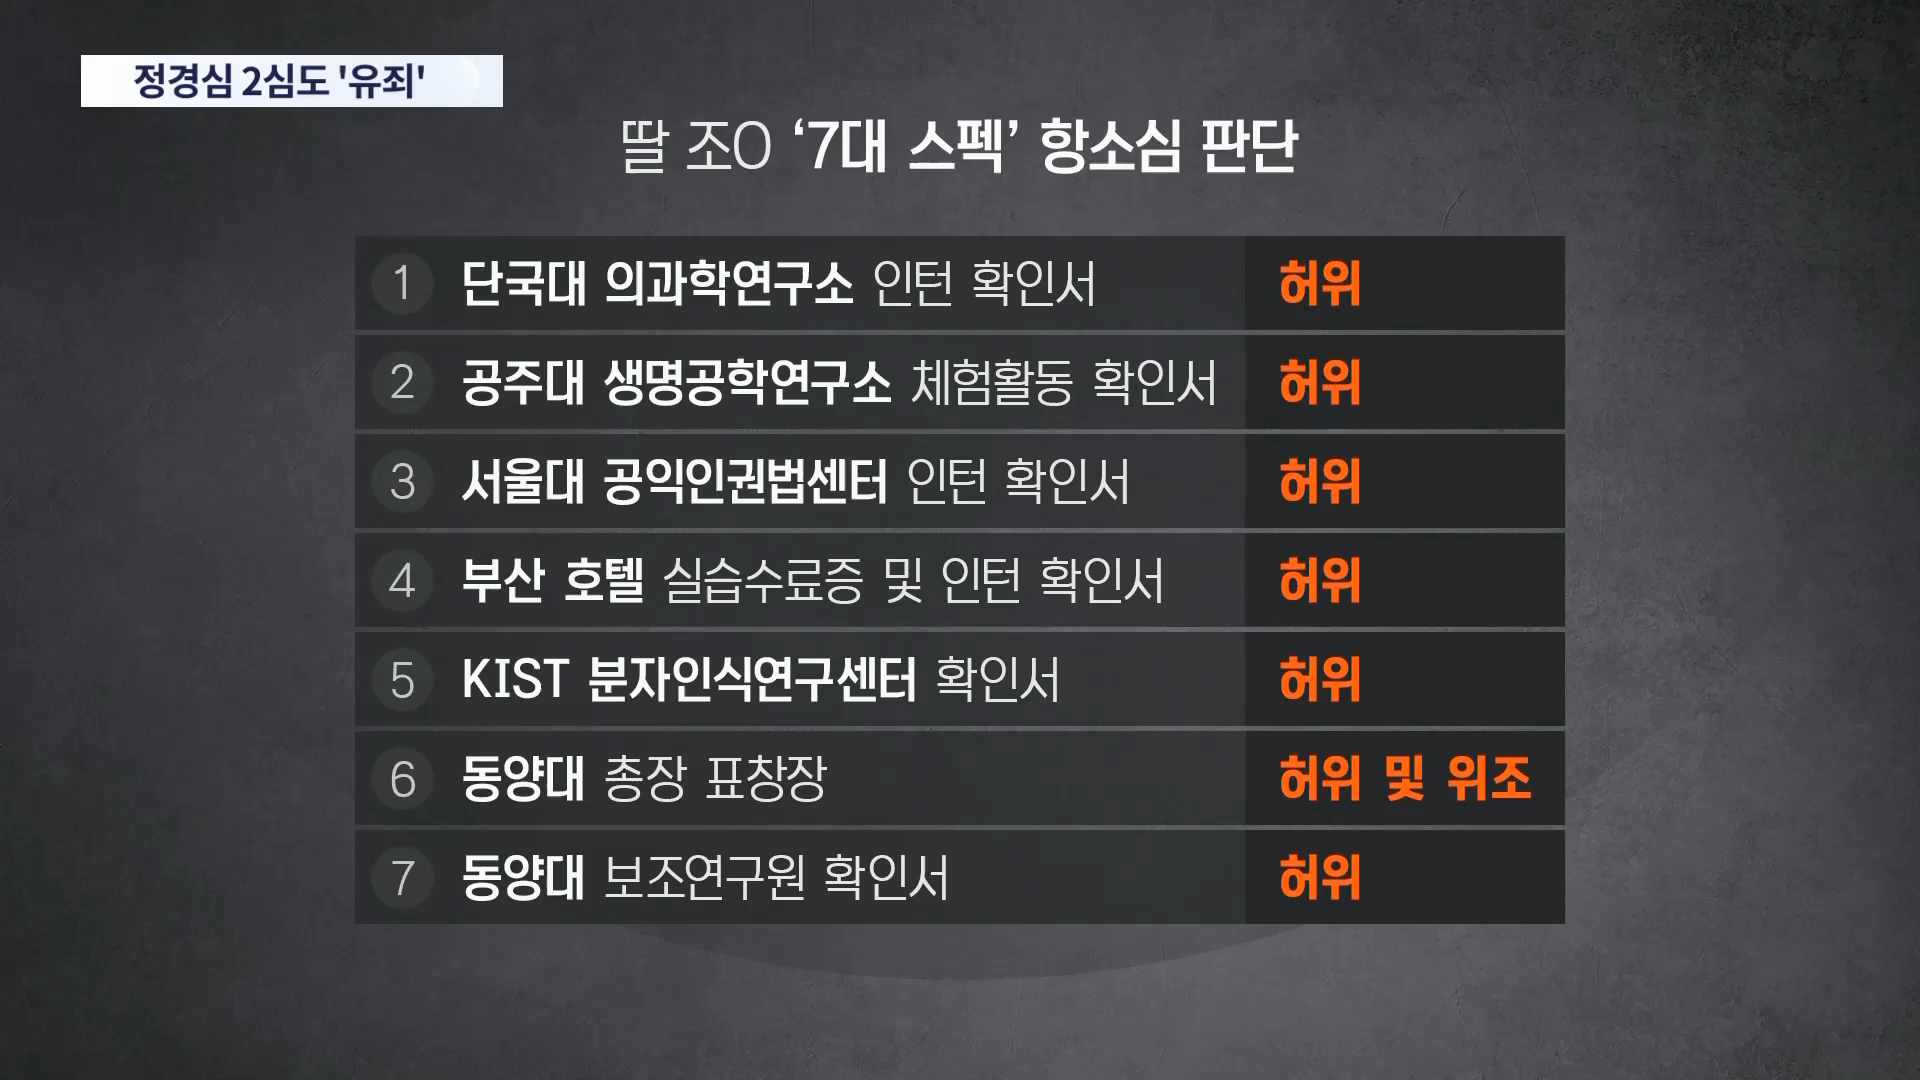 정경심 2심도 '유죄'
딸 조O ‘7대 스펙’ 항소심 판단
1 단국대 의과학연구소 인턴 확인서 허위
2 공주대 생명공학연구소 체험활동 확인서 허위
3 서울대 공익인권법센터 인턴 확인서 허위
4 부산 호텔 실습수료증 및 인턴 확인서 허위
5 KIST 분자인식연구센터 확인서 허위
6 동양대 총장 표창장 허위 및 위조
7 동양대 보조연구원 확인서 허위